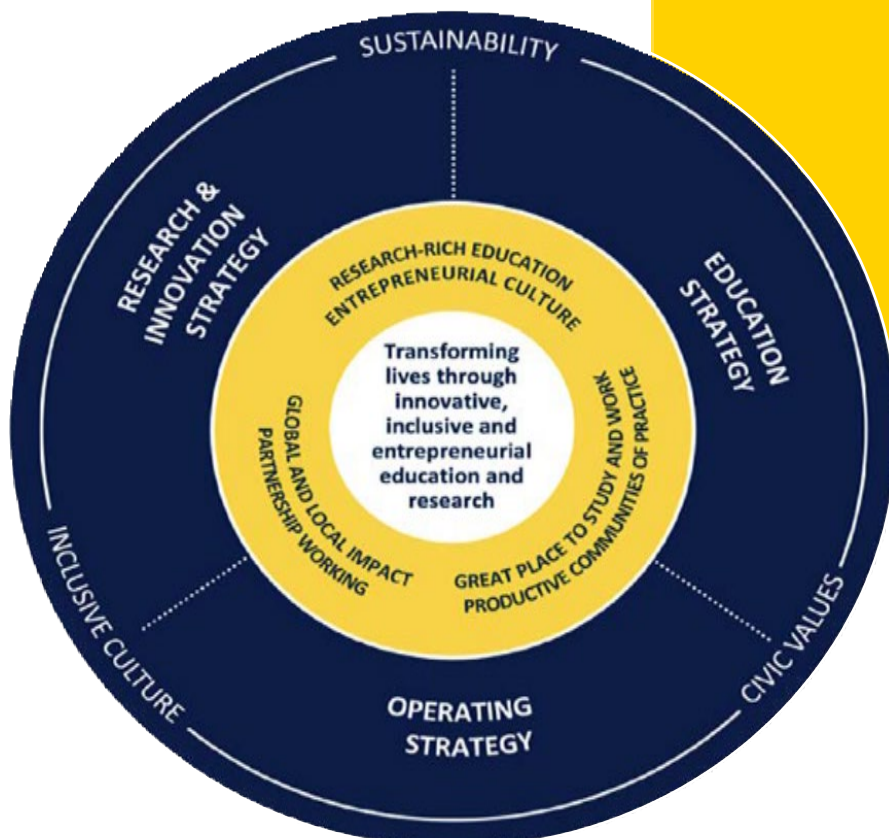 SUSTAINABILITY
RESEARCH &
INNOVATION
STRATEGY
EDUCATION
STRATEGY
RESEARCH-RICH EDUCATION
ENTREPRENEURIAL CULTURE
Transforming
lives through
innovative,
inclusive and
entrepreneurial
education and
research
GLOBAL AND LOCAL IMPACT
PARTNERSHIP WORKING
GREAT PLACE TO STUDY AND WORK
PRODUCTIVE COMMUNITIES OF PRACTICE
INCLUSIVE CULTURE
CIVIC VALUES
OPERATING
STRATEGY